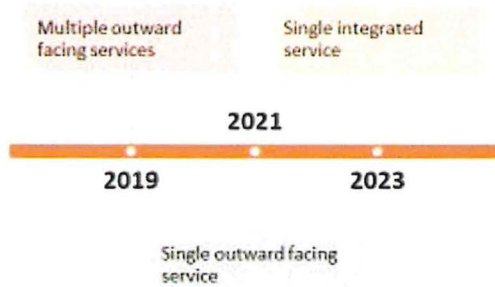 Multiple outward
facing services
Single integrated
service
2021
2019
2023
Single outward facing
service